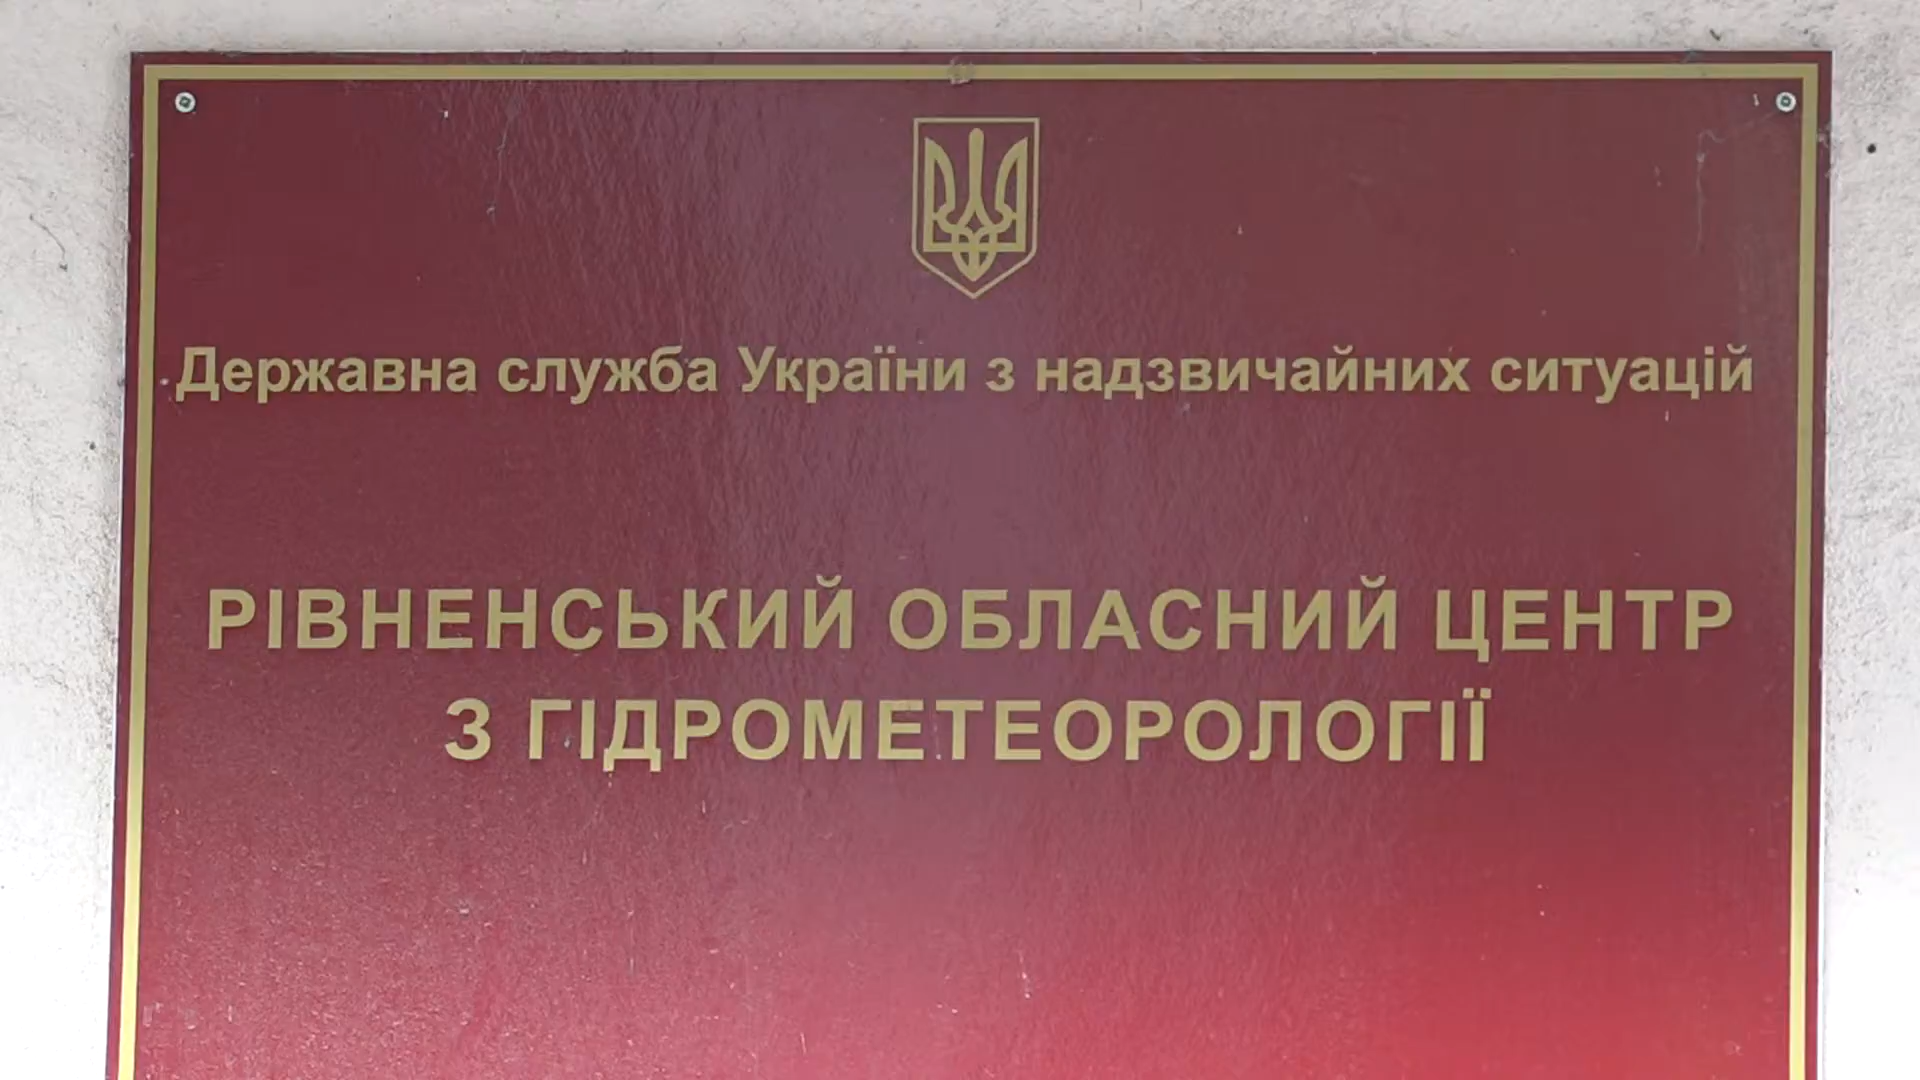 Державна служба України з надзвичайних ситуацій
РІВНЕНСЬКИЙ ОБЛАСНИЙ ЦЕНТР
З ГІДРОМЕТЕОРОЛОГІЇ